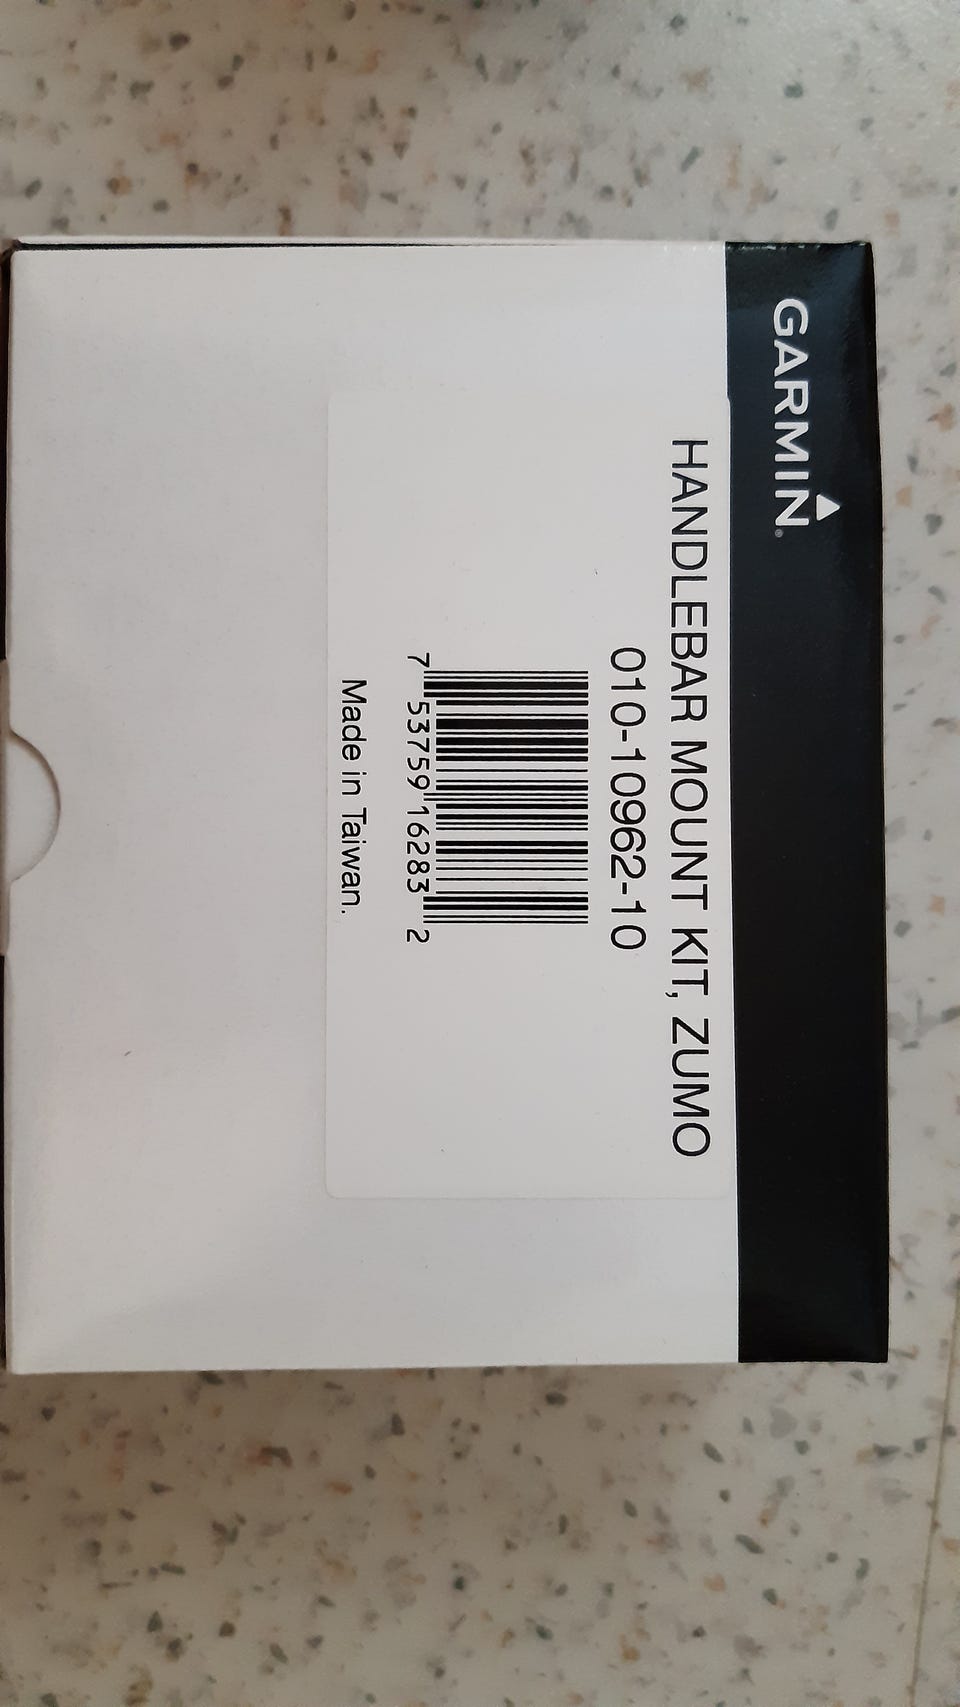 GARMIN®
HANDLEBAR MOUNT KIT, ZUMO
010-10962-10
7 53759 16283 2
Made in Taiwan.